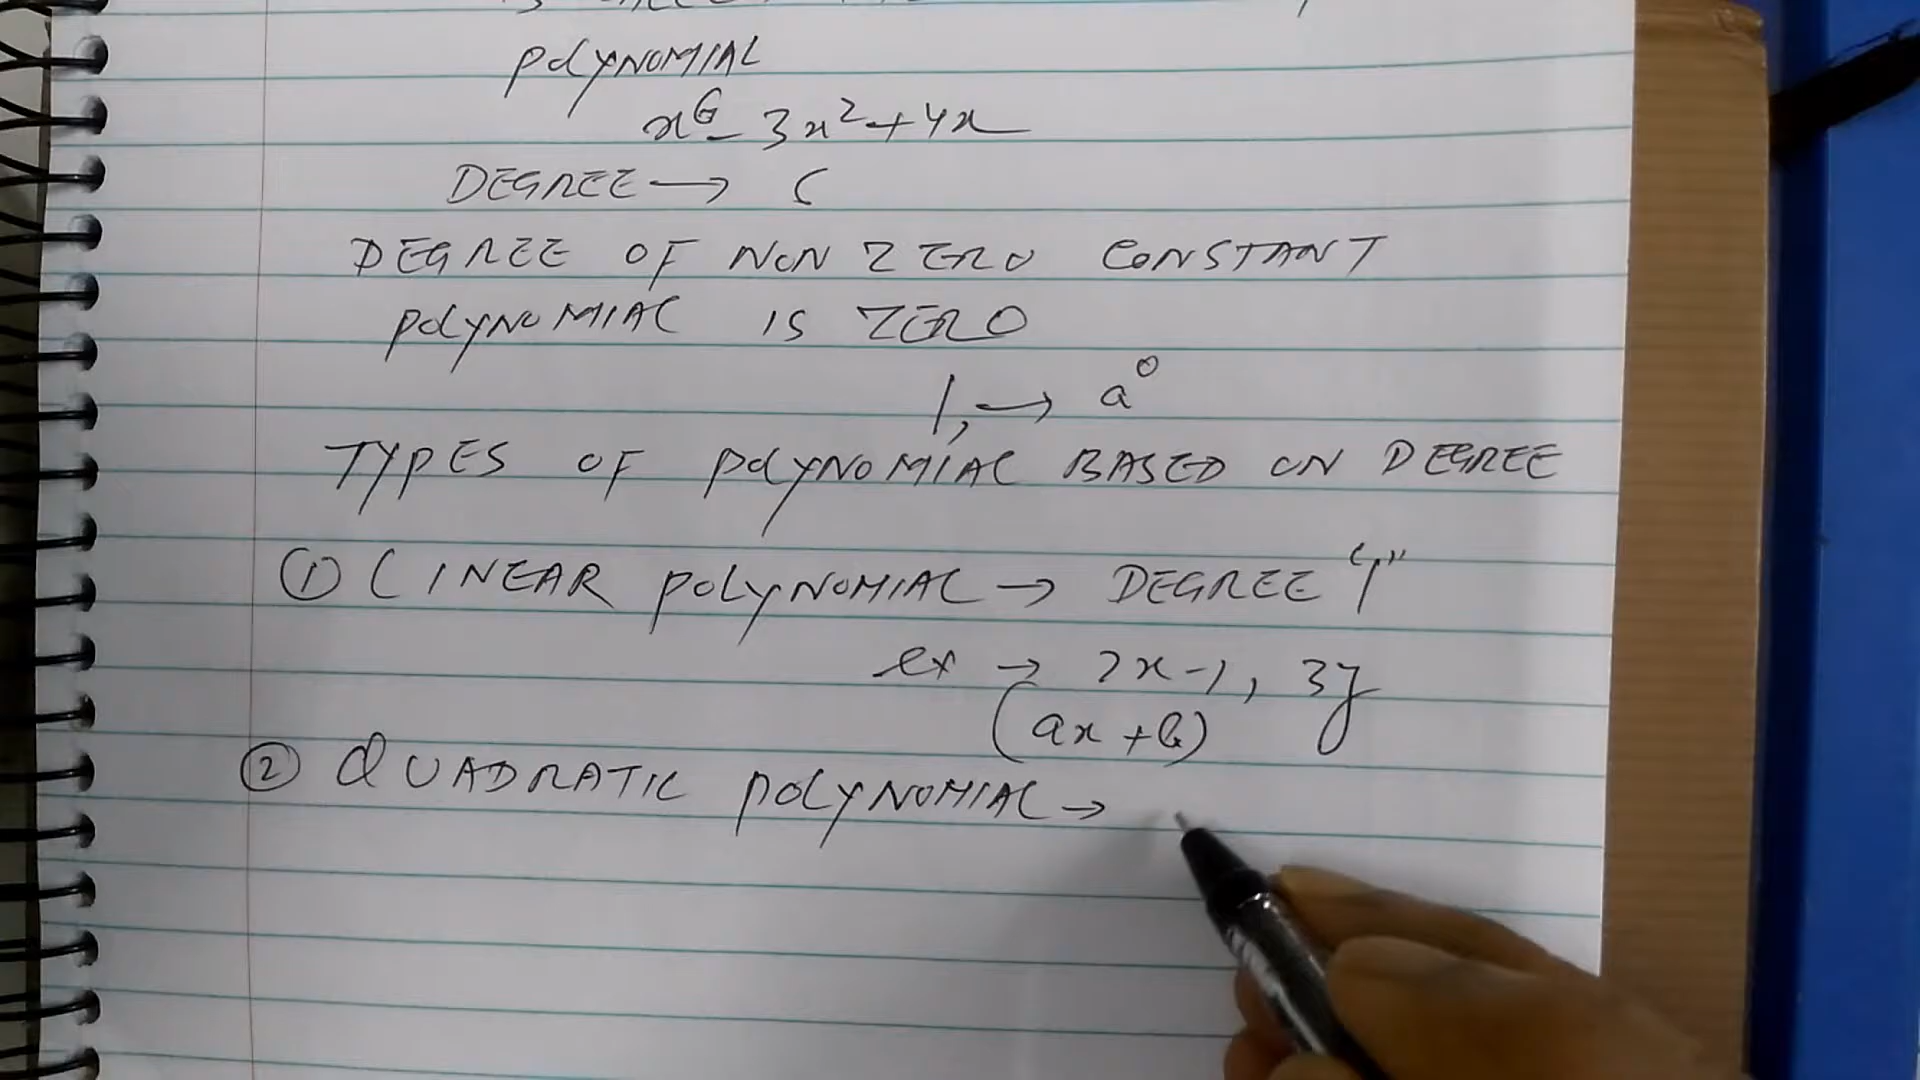 POLYNOMIAL
x⁶ - 3x² + 4x
DEGREE → 6
DEGREE OF NON ZERO CONSTANT
POLYNOMIAL IS ZERO
1, → a⁰
TYPES OF POLYNOMIAL BASED ON DEGREE
① LINEAR POLYNOMIAL → DEGREE "1"
ex → 2x-1, 3y
(ax + b)
② QUADRATIC POLYNOMIAL →